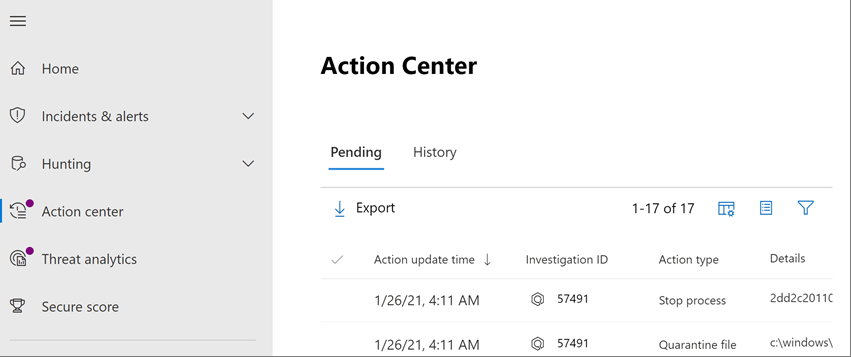 Home
Incidents & alerts
Hunting
Action center
Threat analytics
Secure score
Action Center
Pending History
Export 1-17 of 17
Action update time Investigation ID Action type Details
1/26/21, 4:11 AM 57491 Stop process 2dd2c20110
1/26/21, 4:11 AM 57491 Quarantine file c:\windows\